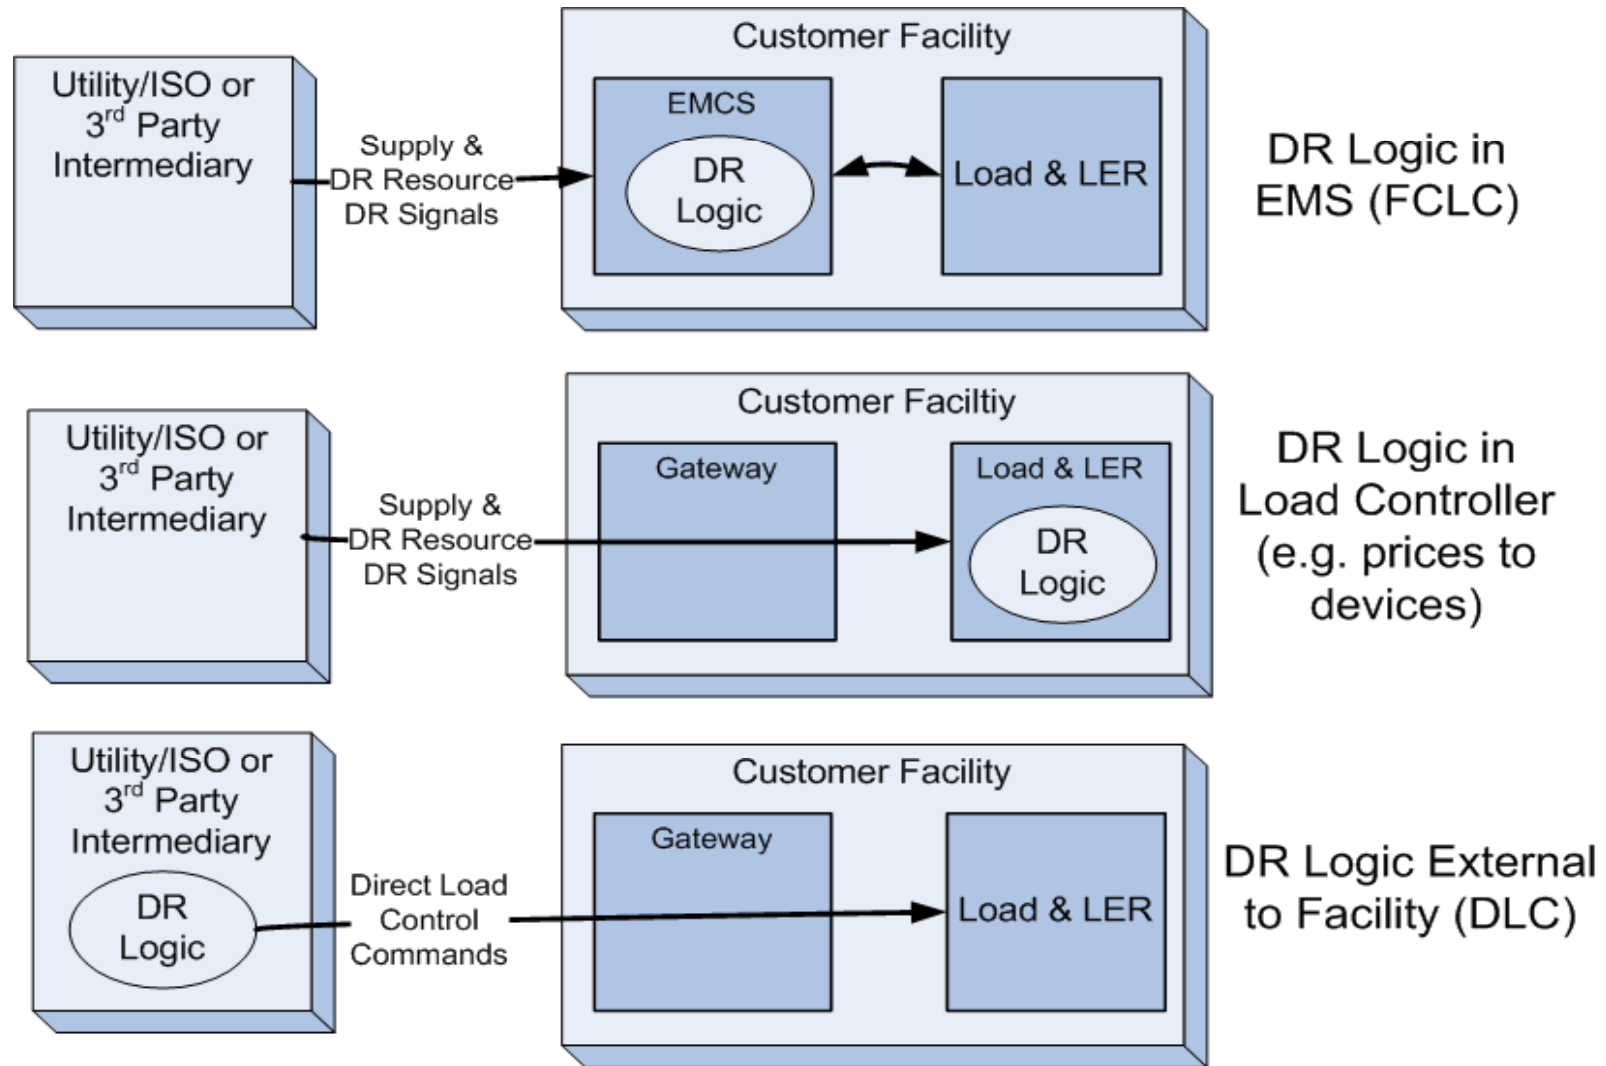 Customer Facility
Utility/ISO or
3rd Party
Intermediary
Supply &
DR Resource
DR Signals
EMCS
DR
Logic
Load & LER
DR Logic in
EMS (FCLC)
Customer Faciltiy
Utility/ISO or
3rd Party
Intermediary
Supply &
DR Resource
DR Signals
Gateway
Load & LER
DR
Logic
DR Logic in
Load Controller
(e.g. prices to
devices)
Utility/ISO or
3rd Party
Intermediary
DR
Logic
Direct Load
Control
Commands
Customer Facility
Gateway
Load & LER
DR Logic External
to Facility (DLC)